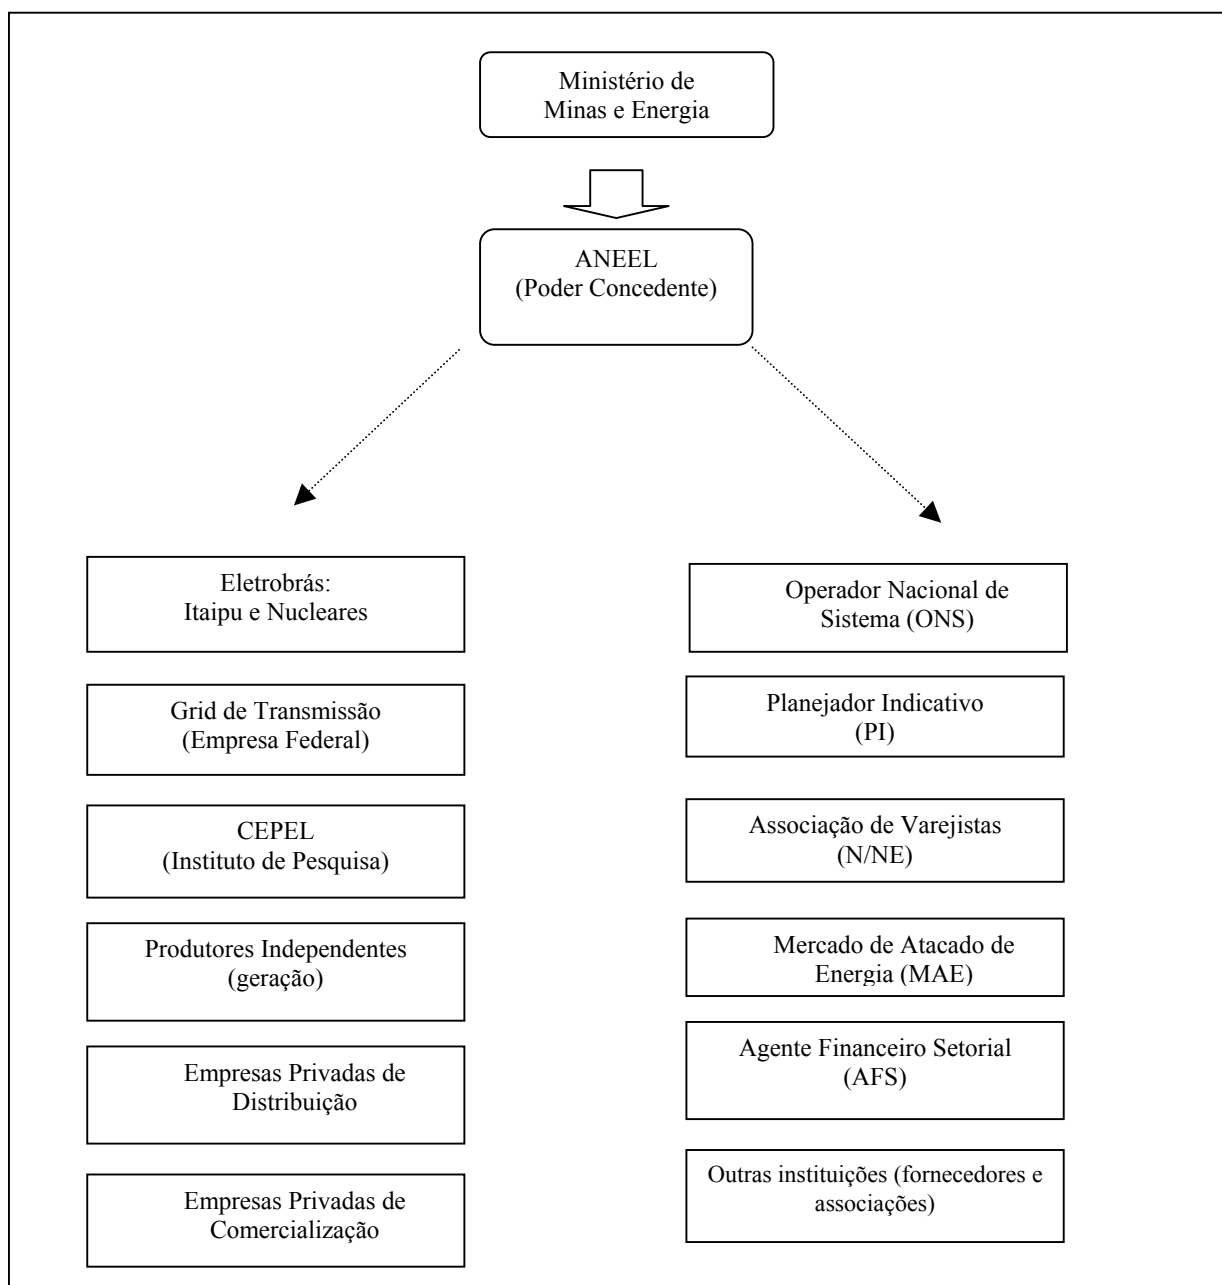 Ministério de
Minas e Energia
ANEEL
(Poder Concedente)
Eletrobrás:
Itaipu e Nucleares
Grid de Transmissão
(Empresa Federal)
CEPEL
(Instituto de Pesquisa)
Produtores Independentes
(geração)
Empresas Privadas de
Distribuição
Empresas Privadas de
Comercialização
Operador Nacional de
Sistema (ONS)
Planejador Indicativo
(PI)
Associação de Varejistas
(N/NE)
Mercado de Atacado de
Energia (MAE)
Agente Financeiro Setorial
(AFS)
Outras instituições (fornecedores e
associações)